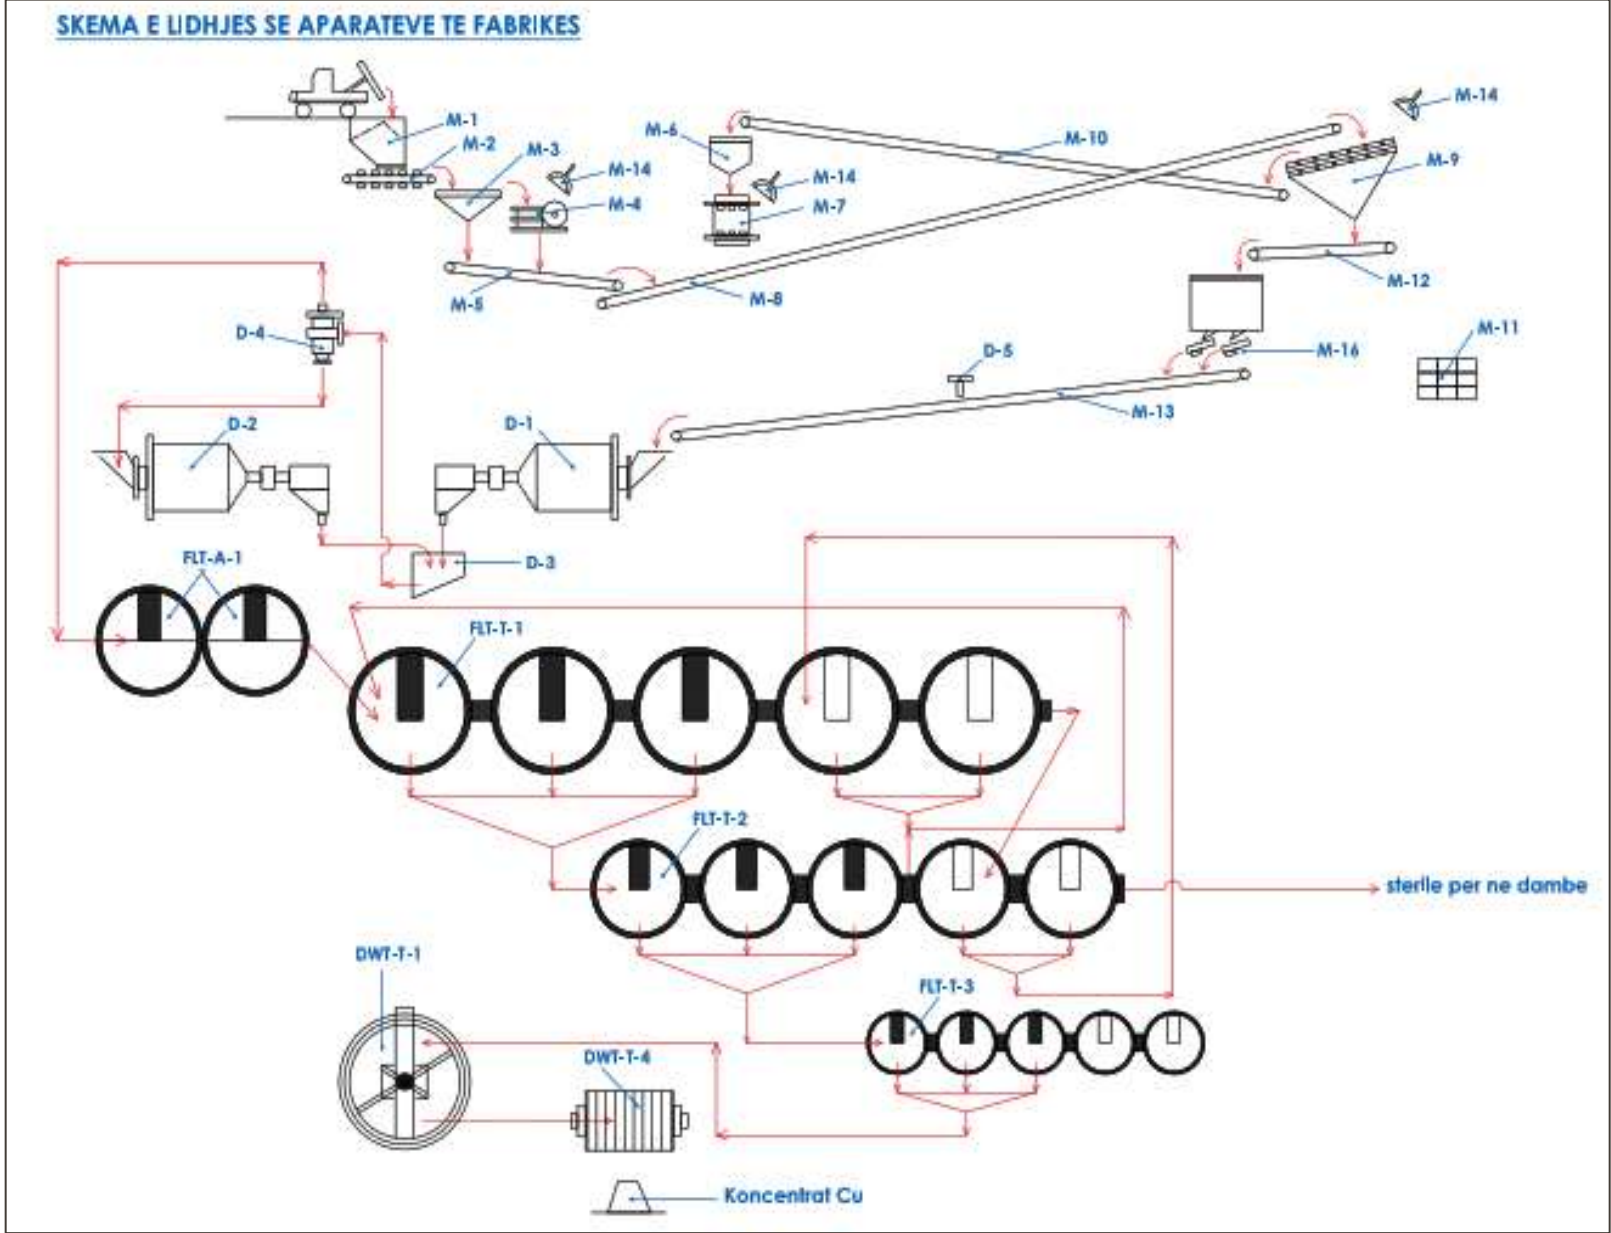 SKEMA E LIDHJES SE APARATEVE TE FABRIKES
M-1
M-2
M-3
M-14
M-4
M-5
M-6
M-14
M-7
M-8
M-10
M-14
M-9
M-12
M-11
M-16
D-5
M-13
D-4
D-2
D-1
D-3
FLT-A-1
FLT-T-1
FLT-T-2
sterile per ne dambe
FLT-T-3
DWT-T-1
DWT-T-4
Koncentrat Cu